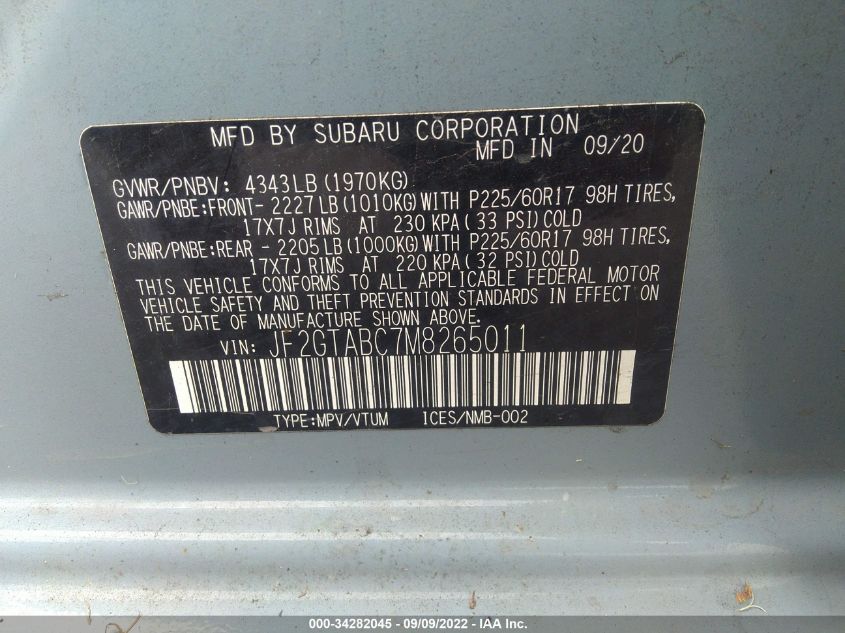 MFD BY SUBARU CORPORATION
MFD IN 09/20
GVWR/PNBV: 4343LB (1970KG)
GAWR/PNBE:FRONT- 2227LB (1010KG) WITH P225/60R17 98H TIRES,
17X7J RIMS AT 230 KPA( 33 PSI) COLD
GAWR/PNBE:REAR - 2205LB (1000KG) WITH P225/60R17 98H TIRES,
17X7J RIMS AT 220 KPA( 32 PSI) COLD
THIS VEHICLE CONFORMS TO ALL APPLICABLE FEDERAL MOTOR
VEHICLE SAFETY AND THEFT PREVENTION STANDARDS IN EFFECT ON
THE DATE OF MANUFACTURE SHOWN ABOVE.
VIN: JF2GTABC7M8265011
TYPE:MPV/VTUM ICES/NMB-002
000-34282045 - 09/09/2022 - IAA Inc.